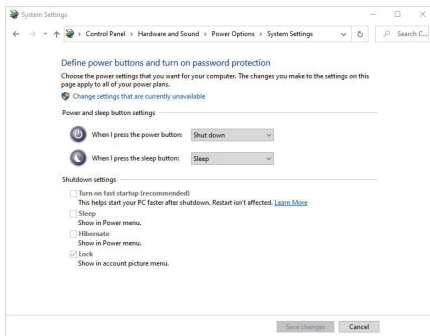 System Settings
Control Panel > Hardware and Sound > Power Options > System Settings
Search C...
Define power buttons and turn on password protection
Choose the power settings that you want for your computer. The changes you make to the settings on this
page apply to all of your power plans.
Change settings that are currently unavailable
Power and sleep button settings
When I press the power button: Shut down
When I press the sleep button: Sleep
Shutdown settings
Turn on fast startup (recommended)
This helps start your PC faster after shutdown. Restart isn't affected. Learn More
Sleep
Show in Power menu.
Hibernate
Show in Power menu.
Lock
Show in account picture menu.
Save changes Cancel